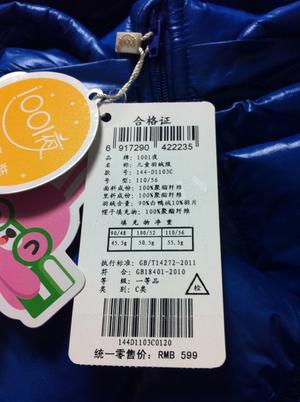 1001夜
合格证
6 917290 422235
品 牌: 1001夜
品 名: 儿童羽绒服
款 号: 144-D1103C
型 号: 110/56
面料成份: 100%聚酯纤维
里料成份: 100%聚酯纤维
羽绒含量: 90%白鸭绒10%羽片
帽子填充物: 100%聚酯纤维
填 充 物 净 重
90/48 100/52 110/56
45.5g 50.5g 55.5g
执行标准: GB/T14272-2011
符 合: GB18401-2010
等 级: 一等品
类 别: C类
检
144D1103C0120
统一零售价: RMB 599